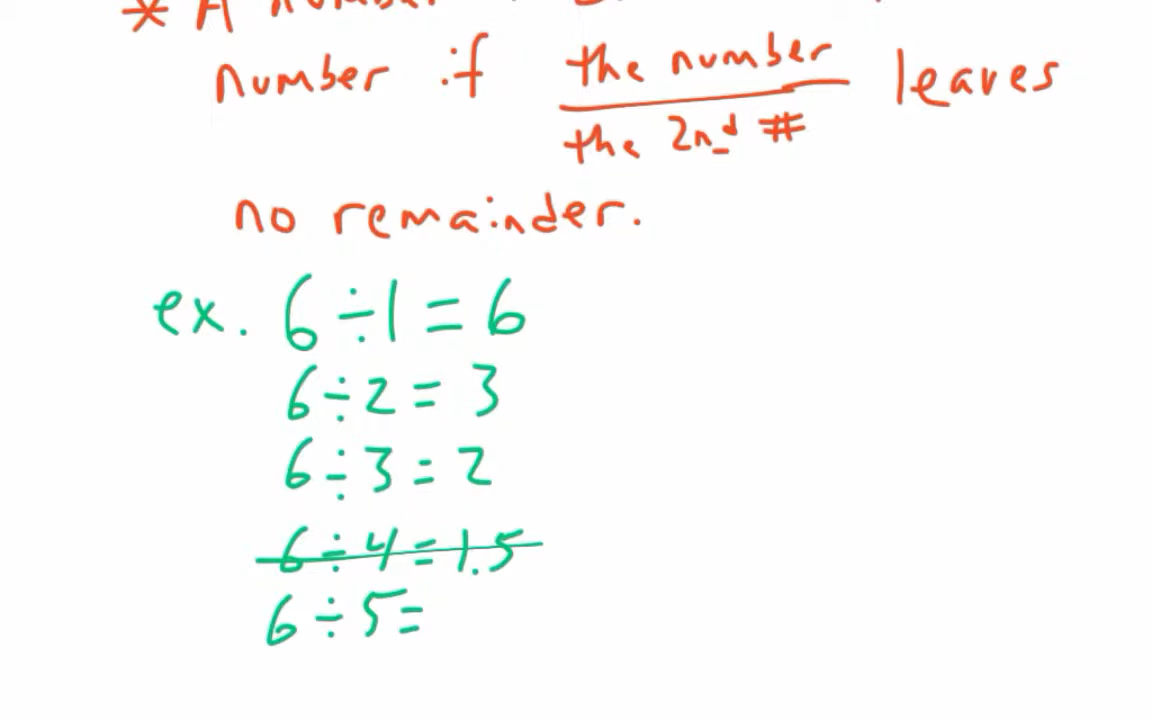 * A number
number if the number leaves
the 2nd #
no remainder.
ex. 6 ÷ 1 = 6
6 ÷ 2 = 3
6 ÷ 3 = 2
6 ÷ 4 = 1.5
6 ÷ 5 =